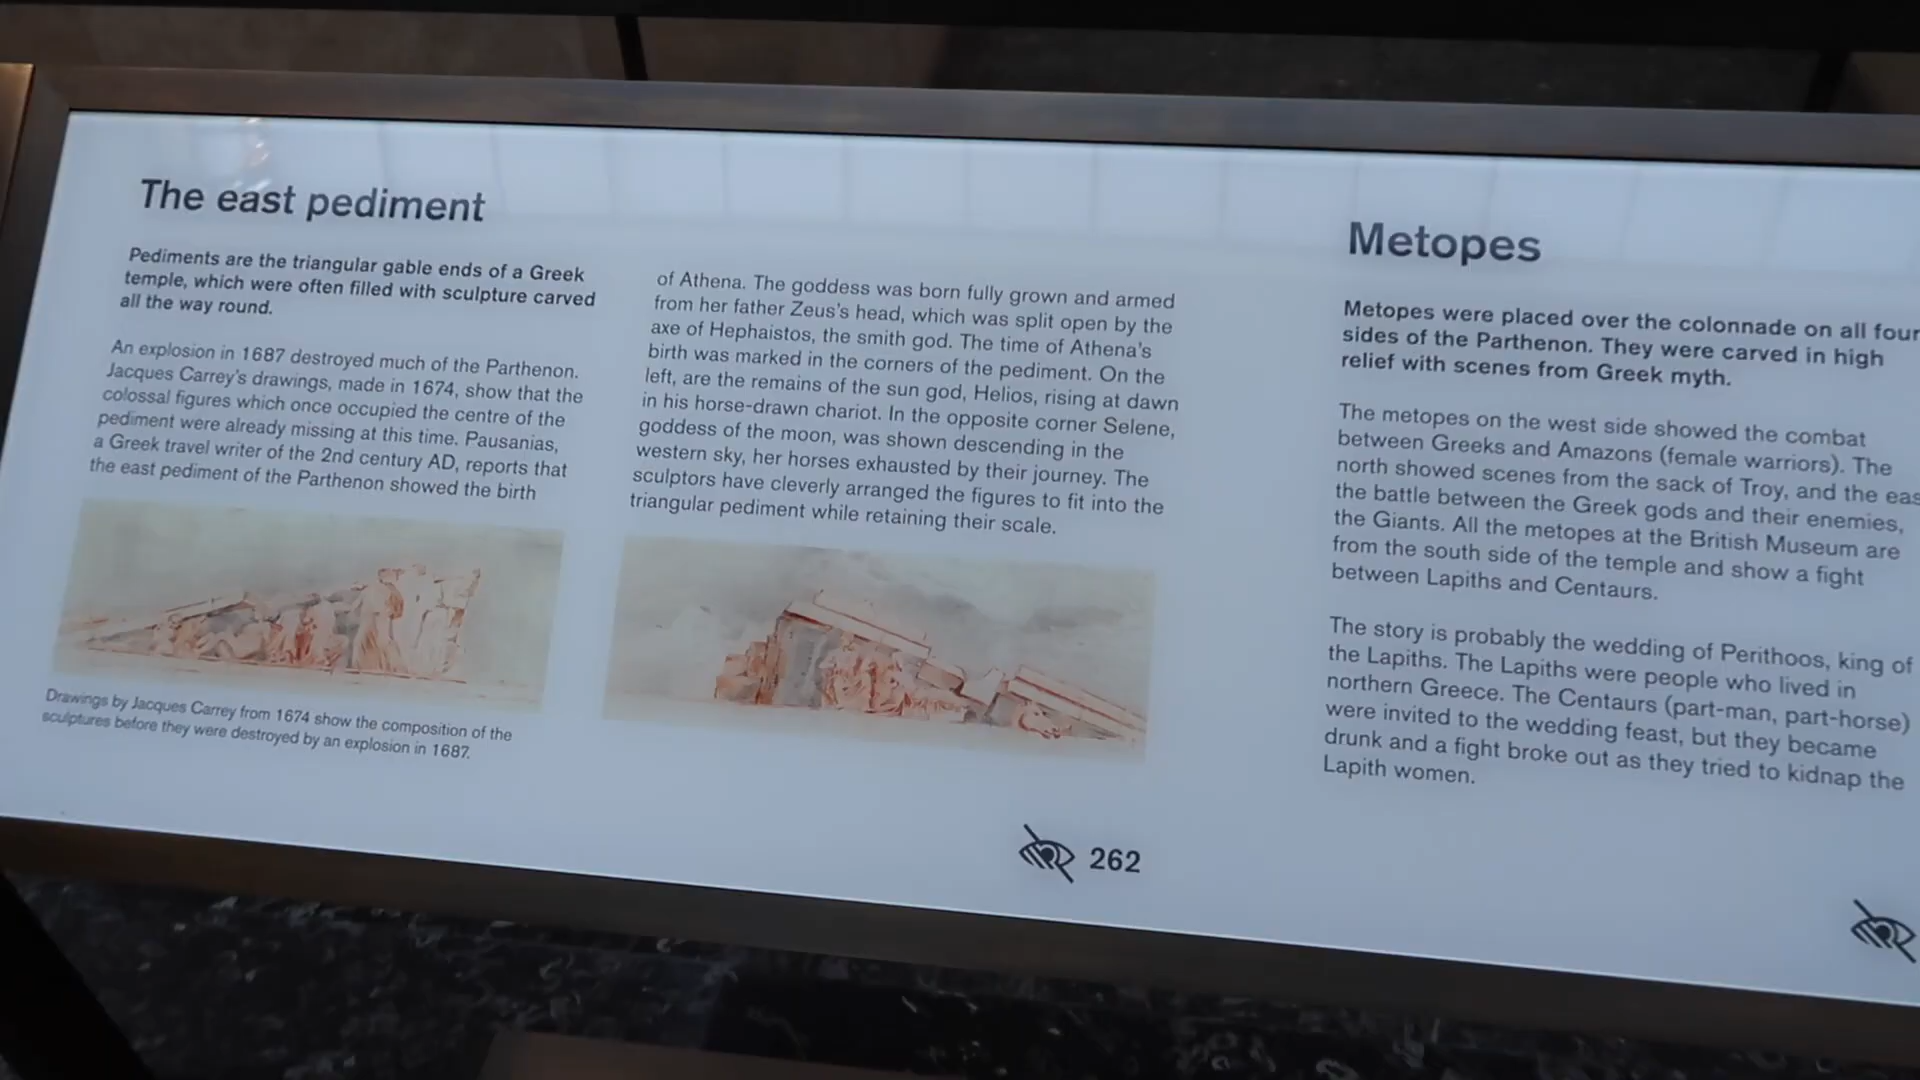 The east pediment
Pediments are the triangular gable ends of a Greek
temple, which were often filled with sculpture carved
all the way round.
An explosion in 1687 destroyed much of the Parthenon.
Jacques Carrey's drawings, made in 1674, show that the
colossal figures which once occupied the centre of the
pediment were already missing at this time. Pausanias,
a Greek travel writer of the 2nd century AD, reports that
the east pediment of the Parthenon showed the birth
Drawings by Jacques Carrey from 1674 show the composition of the
sculptures before they were destroyed by an explosion in 1687.
of Athena. The goddess was born fully grown and armed
from her father Zeus's head, which was split open by the
axe of Hephaistos, the smith god. The time of Athena's
birth was marked in the corners of the pediment. On the
left, are the remains of the sun god, Helios, rising at dawn
in his horse-drawn chariot. In the opposite corner Selene,
goddess of the moon, was shown descending in the
western sky, her horses exhausted by their journey. The
sculptors have cleverly arranged the figures to fit into the
triangular pediment while retaining their scale.
262
Metopes
Metopes were placed over the colonnade on all four
sides of the Parthenon. They were carved in high
relief with scenes from Greek myth.
The metopes on the west side showed the combat
between Greeks and Amazons (female warriors). The
north showed scenes from the sack of Troy, and the eas
the battle between the Greek gods and their enemies,
the Giants. All the metopes at the British Museum are
from the south side of the temple and show a fight
between Lapiths and Centaurs.
The story is probably the wedding of Perithoos, king of
the Lapiths. The Lapiths were people who lived in
northern Greece. The Centaurs (part-man, part-horse)
were invited to the wedding feast, but they became
drunk and a fight broke out as they tried to kidnap the
Lapith women.